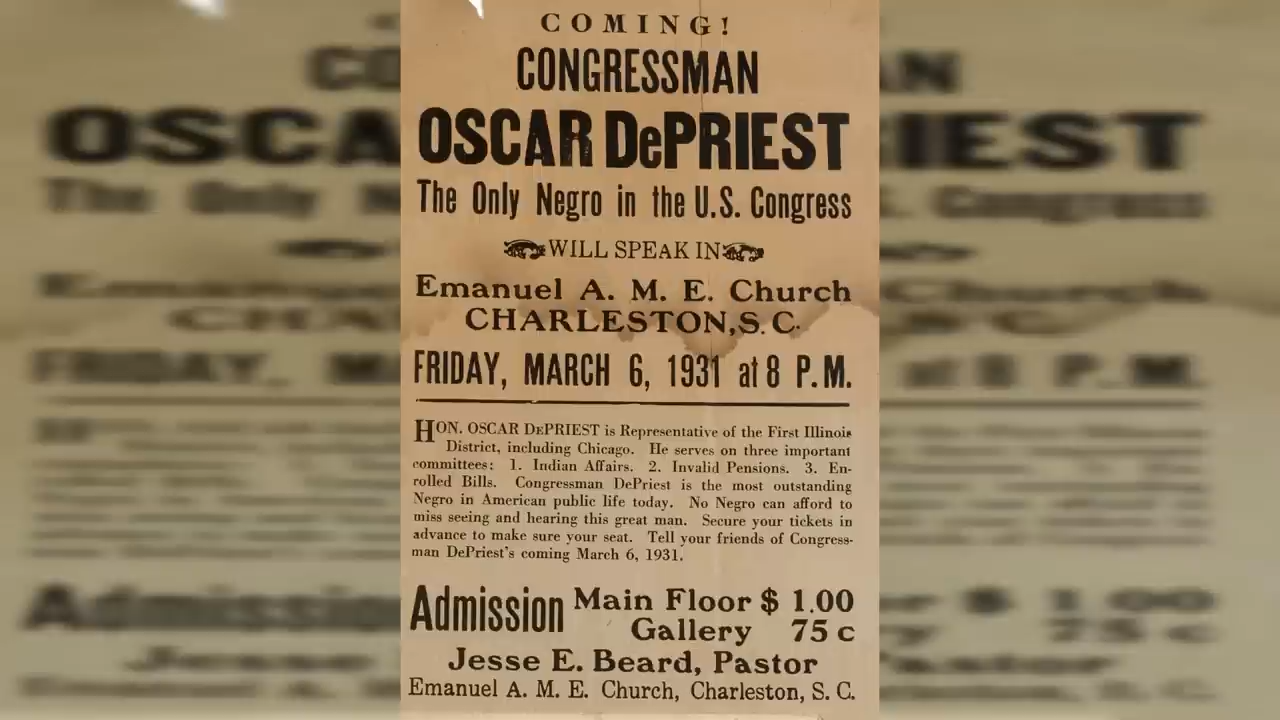 COMING!
CONGRESSMAN
OSCAR DePRIEST
The Only Negro in the U.S. Congress
WILL SPEAK IN
Emanuel A. M. E. Church
CHARLESTON, S. C.
FRIDAY, MARCH 6, 1931 at 8 P.M.
HON. OSCAR DEPRIEST is Representative of the First Illinois
District, including Chicago. He serves on three important
committees: 1. Indian Affairs. 2. Invalid Pensions. 3. En-
rolled Bills. Congressman DePriest is the most outstanding
Negro in American public life today. No Negro can afford to
miss seeing and hearing this great man. Secure your tickets in
advance to make sure your seat. Tell your friends of Congress-
man DePriest's coming March 6, 1931.
Admission Main Floor $ 1.00
Gallery 75 c
Jesse E. Beard, Pastor
Emanuel A. M. E. Church, Charleston, S. C.